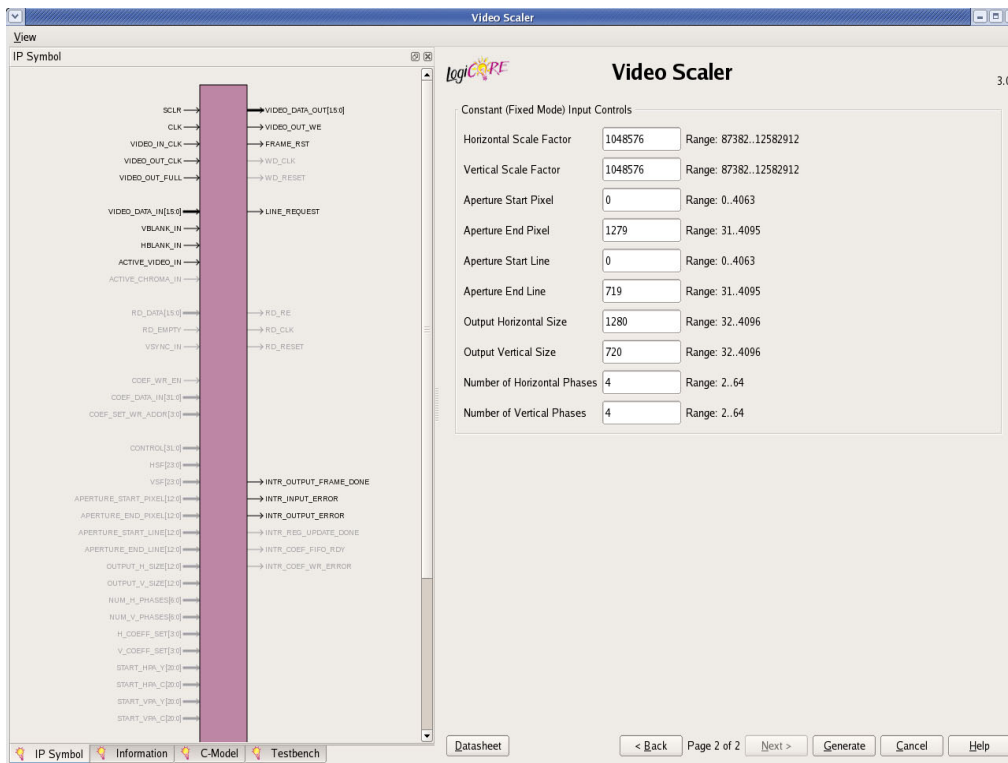 Video Scaler
View
IP Symbol
SCLR
CLK
VIDEO_IN_CLK
VIDEO_OUT_CLK
VIDEO_OUT_FULL
VIDEO_DATA_IN[15:0]
VBLANK_IN
HBLANK_IN
ACTIVE_VIDEO_IN
ACTIVE_CHROMA_IN
RD_DATA[15:0]
RD_EMPTY
VSYNC_IN
COEF_WR_EN
COEF_DATA_IN[31:0]
COEF_SET_WR_ADDR[3:0]
CONTROL[31:0]
HSF[23:0]
VSF[23:0]
APERTURE_START_PIXEL[12:0]
APERTURE_END_PIXEL[12:0]
APERTURE_START_LINE[12:0]
APERTURE_END_LINE[12:0]
OUTPUT_H_SIZE[12:0]
OUTPUT_V_SIZE[12:0]
NUM_H_PHASES[6:0]
NUM_V_PHASES[6:0]
H_COEFF_SET[3:0]
V_COEFF_SET[3:0]
START_HPA_Y[20:0]
START_HPA_C[20:0]
START_VPA_Y[20:0]
START_VPA_C[20:0]
VIDEO_DATA_OUT[15:0]
VIDEO_OUT_WE
FRAME_RST
WD_CLK
WD_RESET
LINE_REQUEST
RD_RE
RD_CLK
RD_RESET
INTR_OUTPUT_FRAME_DONE
INTR_INPUT_ERROR
INTR_OUTPUT_ERROR
INTR_REG_UPDATE_DONE
INTR_COEF_FIFO_RDY
INTR_COEF_WR_ERROR
IP Symbol Information C-Model Testbench
logiCORE
Video Scaler
3.0
Constant (Fixed Mode) Input Controls
Horizontal Scale Factor 1048576 Range: 87382..12582912
Vertical Scale Factor 1048576 Range: 87382..12582912
Aperture Start Pixel 0 Range: 0..4063
Aperture End Pixel 1279 Range: 31..4095
Aperture Start Line 0 Range: 0..4063
Aperture End Line 719 Range: 31..4095
Output Horizontal Size 1280 Range: 32..4096
Output Vertical Size 720 Range: 32..4096
Number of Horizontal Phases 4 Range: 2..64
Number of Vertical Phases 4 Range: 2..64
Datasheet < Back Page 2 of 2 Next > Generate Cancel Help